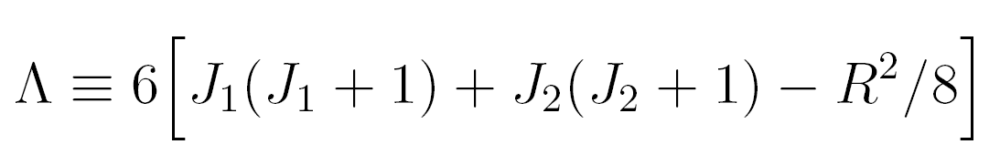 Λ ≡ 6[J₁(J₁ + 1) + J₂(J₂ + 1) − R²/8]